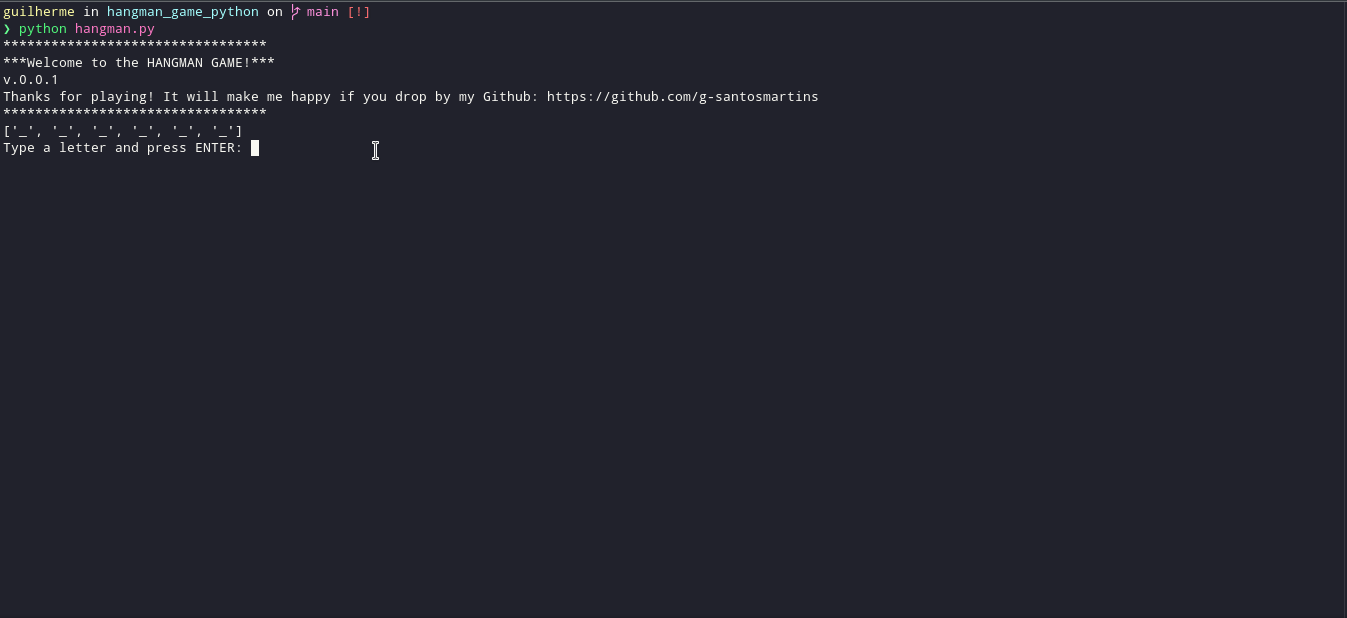 guilherme in hangman_game_python on main [!]
❯ python hangman.py
*********************************
***Welcome to the HANGMAN GAME!***
v.0.0.1
Thanks for playing! It will make me happy if you drop by my Github: https://github.com/g-santosmartins
*********************************
['_', '_', '_', '_', '_', '_']
Type a letter and press ENTER: